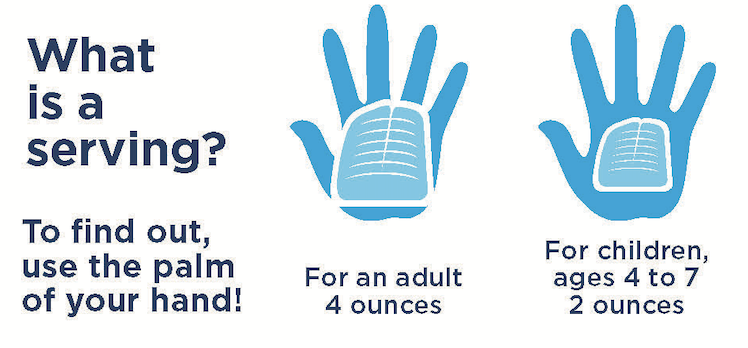 What
is a
serving?
To find out,
use the palm
of your hand!
For an adult
4 ounces
For children,
ages 4 to 7
2 ounces